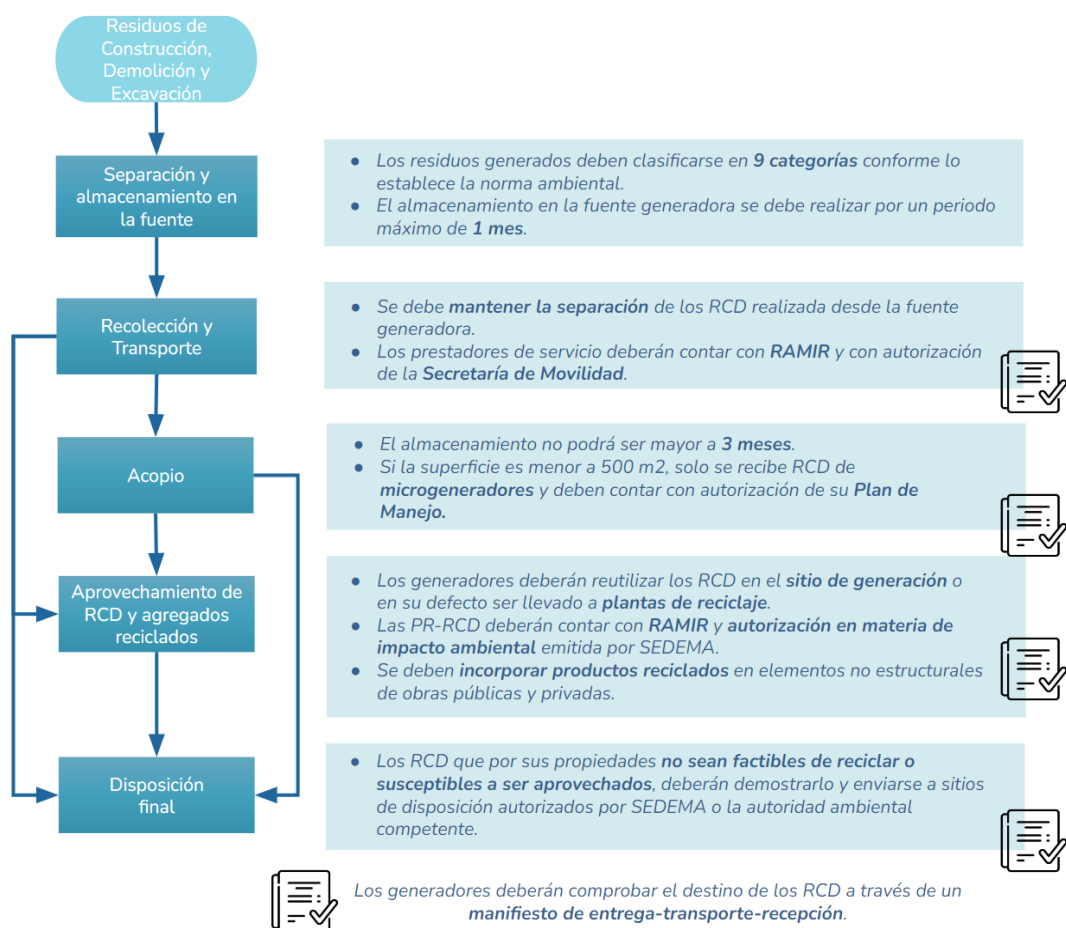 Residuos de
Construcción,
Demolición y
Excavación
Separación y
almacenamiento en
la fuente
● Los residuos generados deben clasificarse en 9 categorías conforme lo
establece la norma ambiental.
● El almacenamiento en la fuente generadora se debe realizar por un periodo
máximo de 1 mes.
Recolección y
Transporte
● Se debe mantener la separación de los RCD realizada desde la fuente
generadora.
● Los prestadores de servicio deberán contar con RAMIR y con autorización
de la Secretaría de Movilidad.
Acopio
● El almacenamiento no podrá ser mayor a 3 meses.
● Si la superficie es menor a 500 m2, solo se recibe RCD de
microgeneradores y deben contar con autorización de su Plan de
Manejo.
Aprovechamiento de
RCD y agregados
reciclados
● Los generadores deberán reutilizar los RCD en el sitio de generación o
en su defecto ser llevado a plantas de reciclaje.
● Las PR-RCD deberán contar con RAMIR y autorización en materia de
impacto ambiental emitida por SEDEMA.
● Se deben incorporar productos reciclados en elementos no estructurales
de obras públicas y privadas.
Disposición
final
● Los RCD que por sus propiedades no sean factibles de reciclar o
susceptibles a ser aprovechados, deberán demostrarlo y enviarse a sitios
de disposición autorizados por SEDEMA o la autoridad ambiental
competente.
Los generadores deberán comprobar el destino de los RCD a través de un
manifiesto de entrega-transporte-recepción.